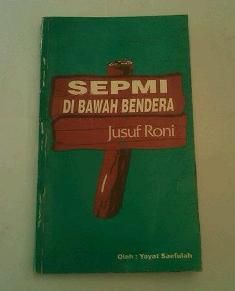 SEPMI
DI BAWAH BENDERA
Jusuf Roni
Oleh : Yayat Saefulah